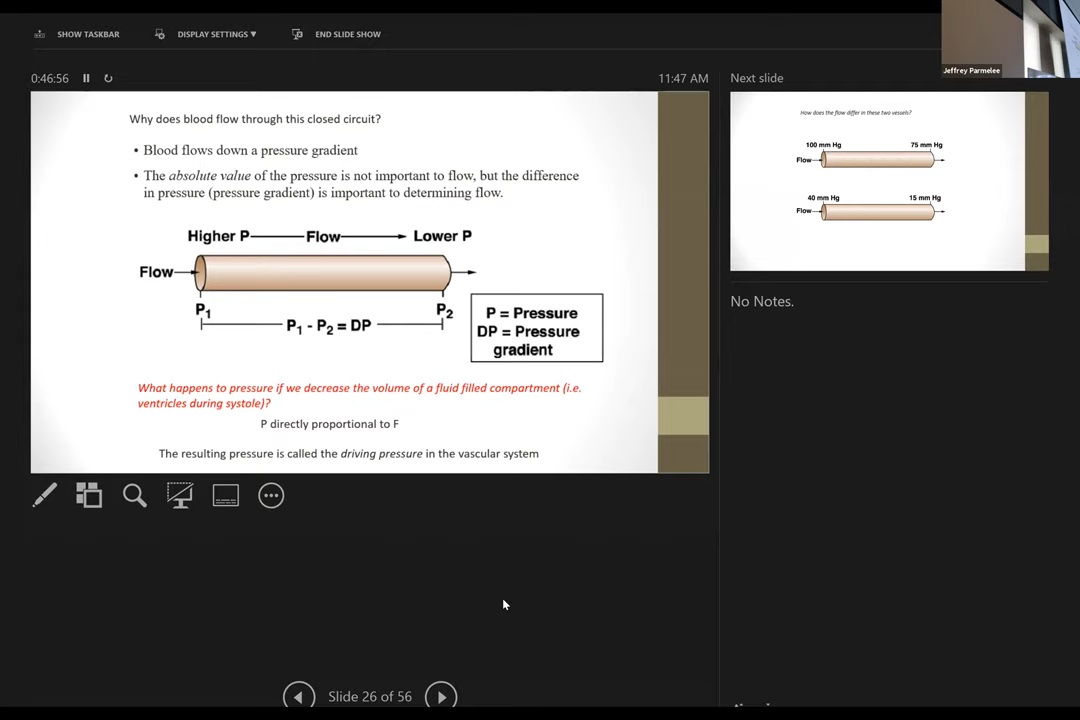 SHOW TASKBAR
DISPLAY SETTINGS ▼
END SLIDE SHOW
Jeffrey Parmelee
0:46:56
11:47 AM
Next slide
Why does blood flow through this closed circuit?
• Blood flows down a pressure gradient
• The absolute value of the pressure is not important to flow, but the difference
in pressure (pressure gradient) is important to determining flow.
Higher P Flow Lower P
Flow
P1 P2
P1 - P2 = DP
P = Pressure
DP = Pressure
gradient
What happens to pressure if we decrease the volume of a fluid filled compartment (i.e.
ventricles during systole)?
P directly proportional to F
The resulting pressure is called the driving pressure in the vascular system
How does the flow differ in these two vessels?
100 mm Hg 75 mm Hg
Flow
40 mm Hg 15 mm Hg
Flow
No Notes.
Slide 26 of 56